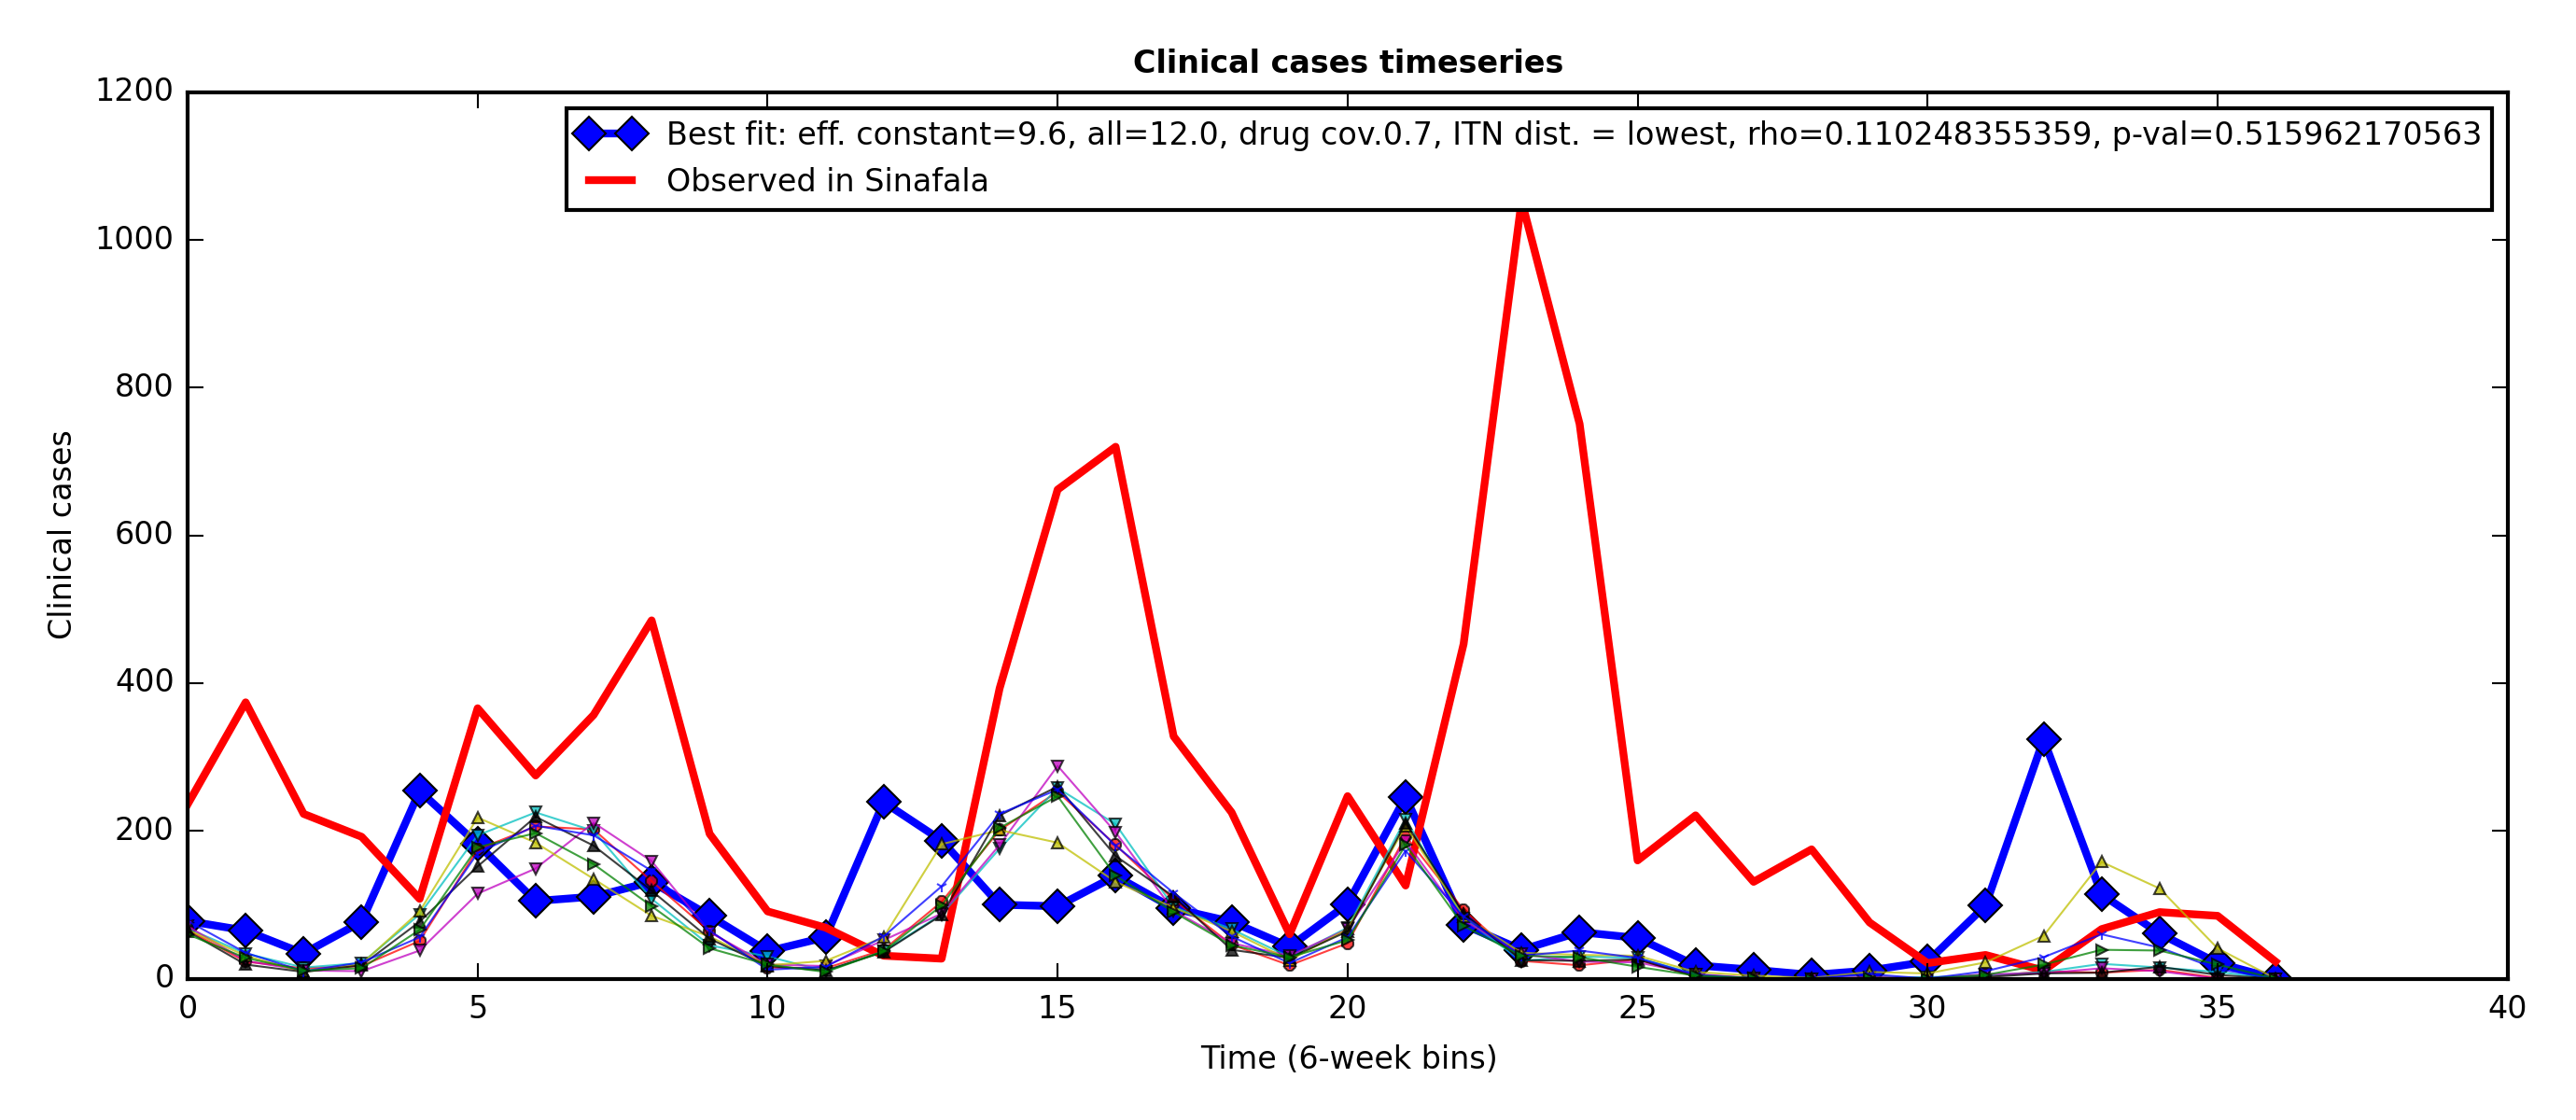 Clinical cases timeseries
1200
1000
800
600
400
200
0
Clinical cases
Best fit: eff. constant=9.6, all=12.0, drug cov.0.7, ITN dist. = lowest, rho=0.110248355359, p-val=0.515962170563
Observed in Sinafala
0 5 10 15 20 25 30 35 40
Time (6-week bins)